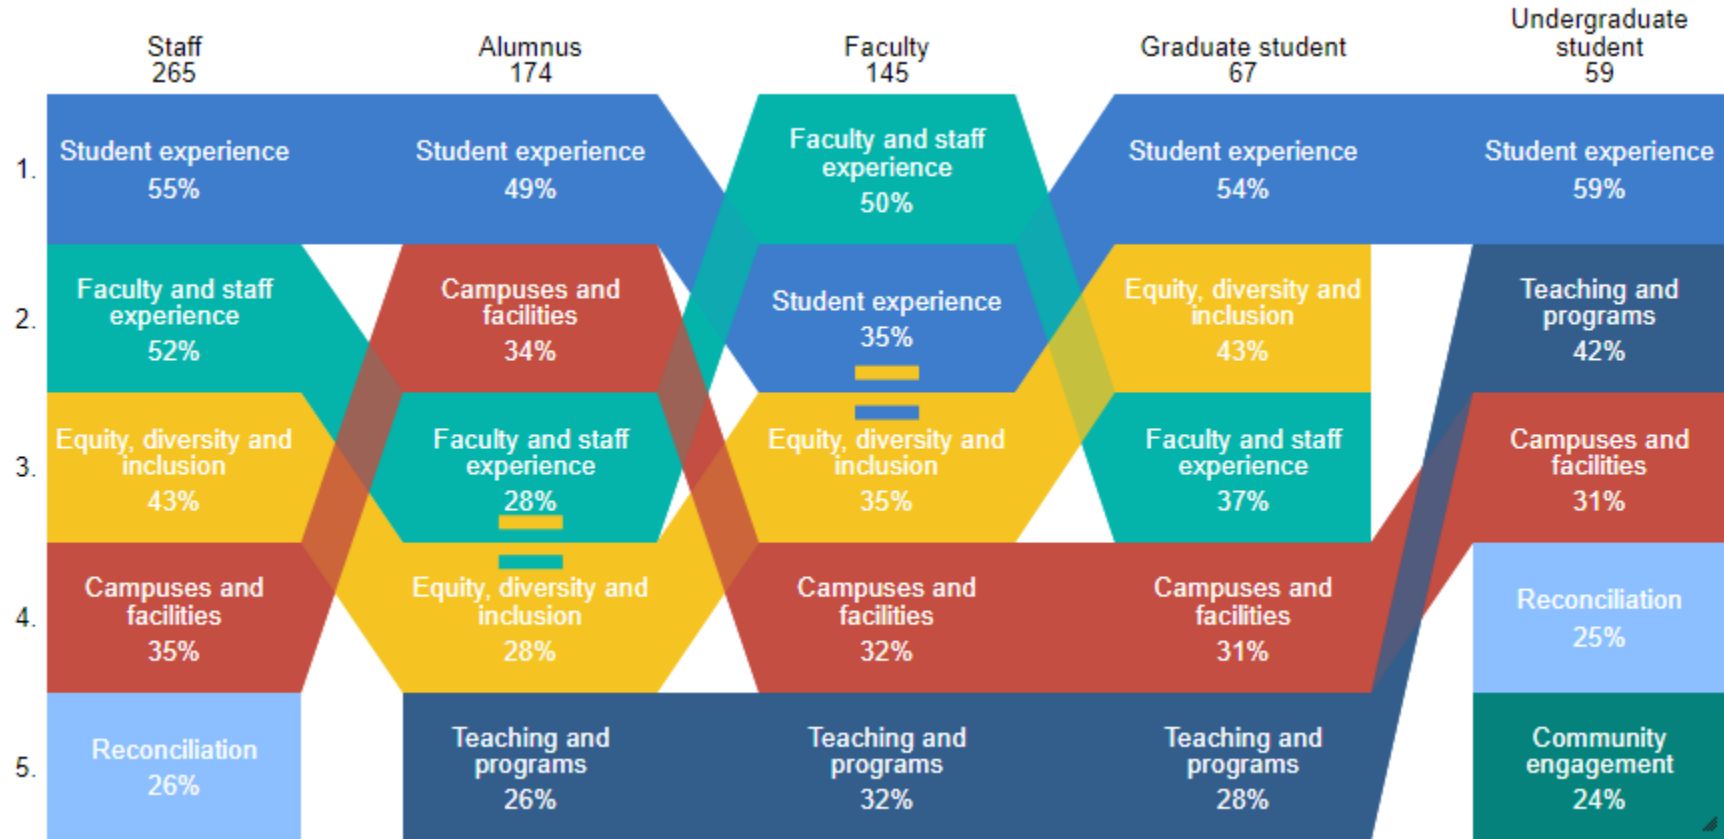 Staff
265
Alumnus
174
Faculty
145
Graduate student
67
Undergraduate
student
59
1.
Student experience
55%
Student experience
49%
Faculty and staff
experience
50%
Student experience
54%
Student experience
59%
2.
Faculty and staff
experience
52%
Campuses and
facilities
34%
Student experience
35%
Equity, diversity and
inclusion
43%
Teaching and
programs
42%
3.
Equity, diversity and
inclusion
43%
Faculty and staff
experience
28%
Equity, diversity and
inclusion
35%
Faculty and staff
experience
37%
Campuses and
facilities
31%
4.
Campuses and
facilities
35%
Equity, diversity and
inclusion
28%
Campuses and
facilities
32%
Campuses and
facilities
31%
Reconciliation
25%
5.
Reconciliation
26%
Teaching and
programs
26%
Teaching and
programs
32%
Teaching and
programs
28%
Community
engagement
24%